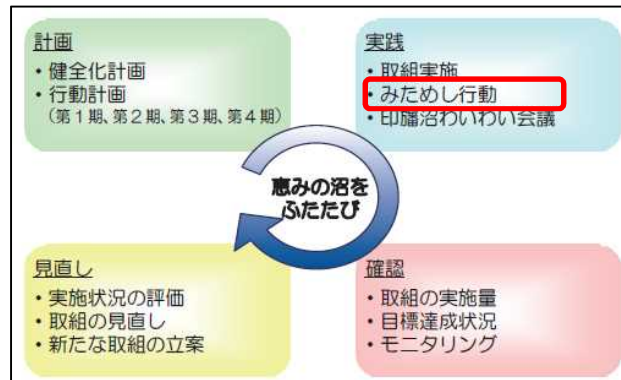 計画
・健全化計画
・行動計画
（第１期、第２期、第３期、第４期）
実践
・取組実施
・みためし行動
・印旛沼わいわい会議
恵みの沼を
ふたたび
見直し
・実施状況の評価
・取組の見直し
・新たな取組の立案
確認
・取組の実施量
・目標達成状況
・モニタリング